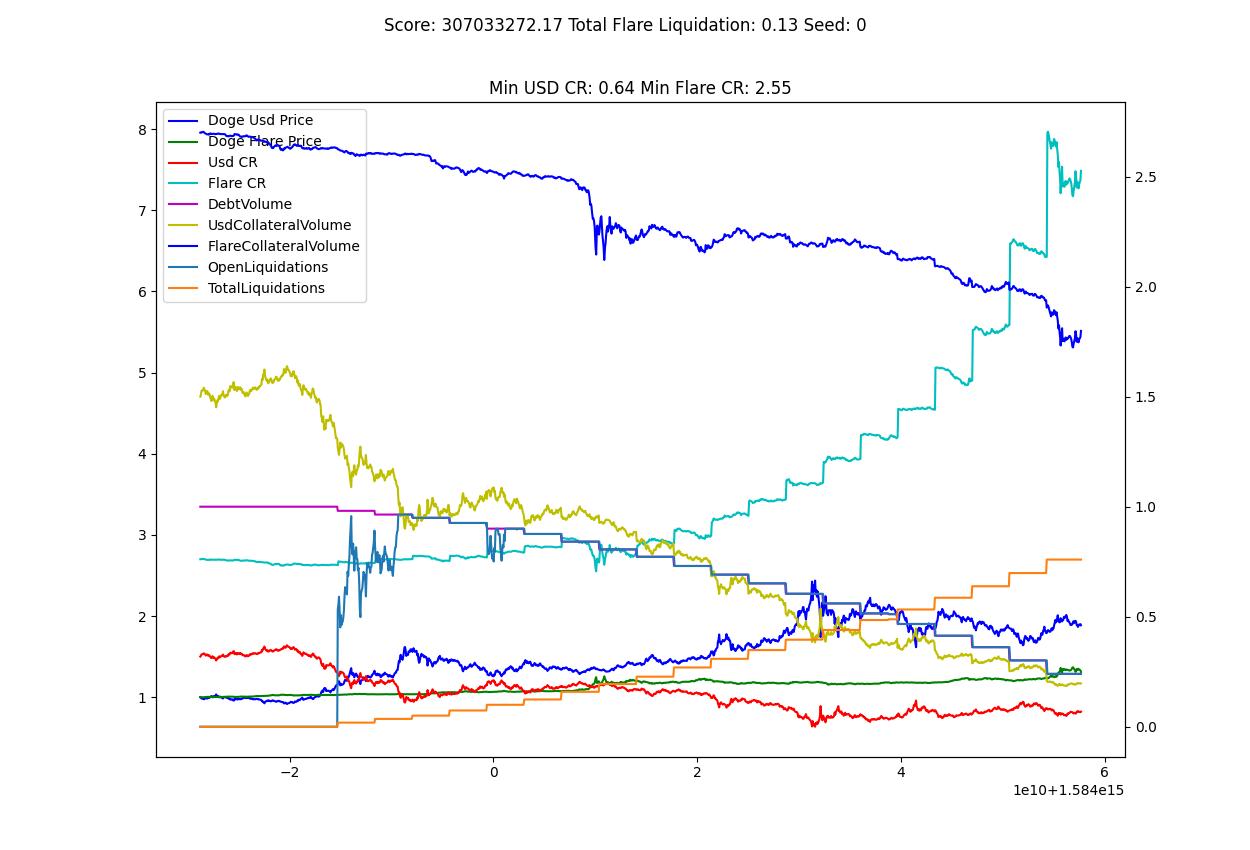 Score: 307033272.17 Total Flare Liquidation: 0.13 Seed: 0
Min USD CR: 0.64 Min Flare CR: 2.55
Doge Usd Price
Doge Flare Price
Usd CR
Flare CR
DebtVolume
UsdCollateralVolume
FlareCollateralVolume
OpenLiquidations
TotalLiquidations
8
7
6
5
4
3
2
1
2.5
2.0
1.5
1.0
0.5
0.0
−2
0
2
4
6
1e10+1.584e15